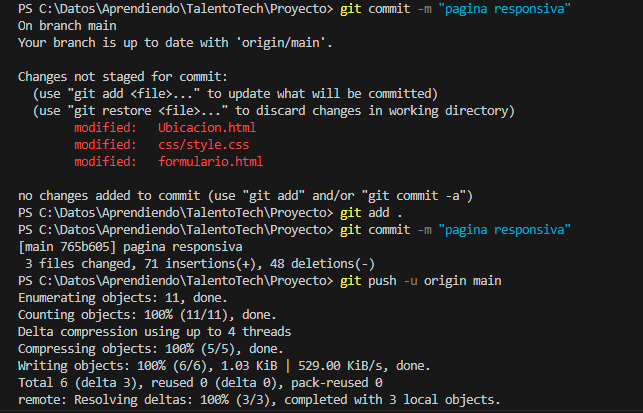 PS C:\Datos\Aprendiendo\TalentoTech\Proyecto> git commit -m "pagina responsiva"
On branch main
Your branch is up to date with 'origin/main'.
Changes not staged for commit:
(use "git add <file>..." to update what will be committed)
(use "git restore <file>..." to discard changes in working directory)
modified: Ubicacion.html
modified: css/style.css
modified: formulario.html
no changes added to commit (use "git add" and/or "git commit -a")
PS C:\Datos\Aprendiendo\TalentoTech\Proyecto> git add .
PS C:\Datos\Aprendiendo\TalentoTech\Proyecto> git commit -m "pagina responsiva"
[main 765b605] pagina responsiva
3 files changed, 71 insertions(+), 48 deletions(-)
PS C:\Datos\Aprendiendo\TalentoTech\Proyecto> git push -u origin main
Enumerating objects: 11, done.
Counting objects: 100% (11/11), done.
Delta compression using up to 4 threads
Compressing objects: 100% (5/5), done.
Writing objects: 100% (6/6), 1.03 KiB | 529.00 KiB/s, done.
Total 6 (delta 3), reused 0 (delta 0), pack-reused 0
remote: Resolving deltas: 100% (3/3), completed with 3 local objects.